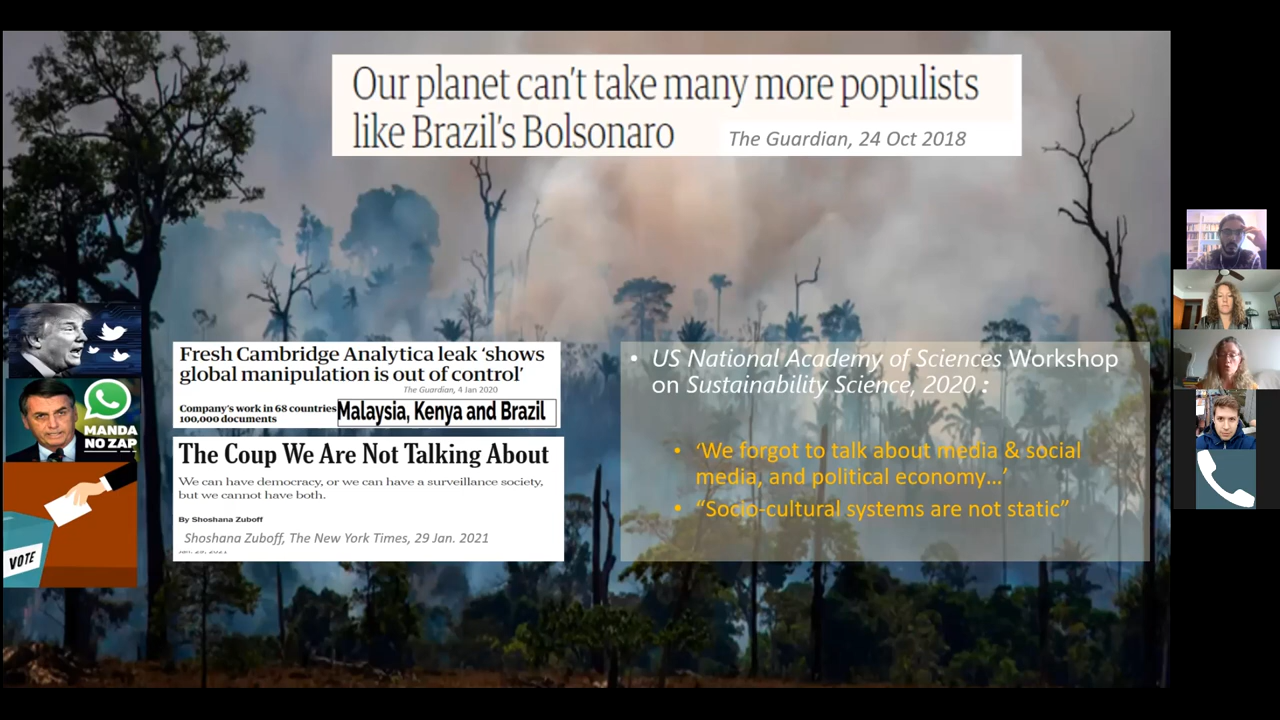 Our planet can't take many more populists
like Brazil's Bolsonaro
The Guardian, 24 Oct 2018
Fresh Cambridge Analytica leak ‘shows
global manipulation is out of control’
The Guardian, 4 Jan 2020
Company's work in 68 countries
100,000 documents
Malaysia, Kenya and Brazil
The Coup We Are Not Talking About
We can have democracy, or we can have a surveillance society,
but we cannot have both.
By Shoshana Zuboff
Shoshana Zuboff, The New York Times, 29 Jan. 2021
MANDA
NO ZAP
VOTE
• US National Academy of Sciences Workshop
on Sustainability Science, 2020 :
• ‘We forgot to talk about media & social
media, and political economy…’
• “Socio-cultural systems are not static”